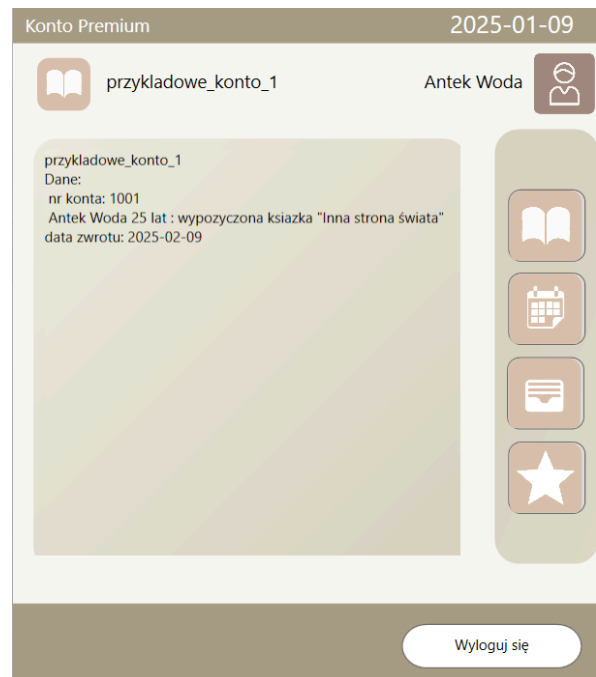 Konto Premium 2025-01-09
przykladowe_konto_1 Antek Woda
przykladowe_konto_1
Dane:
nr konta: 1001
Antek Woda 25 lat : wypozyczona ksiazka "Inna strona świata"
data zwrotu: 2025-02-09
Wyloguj się